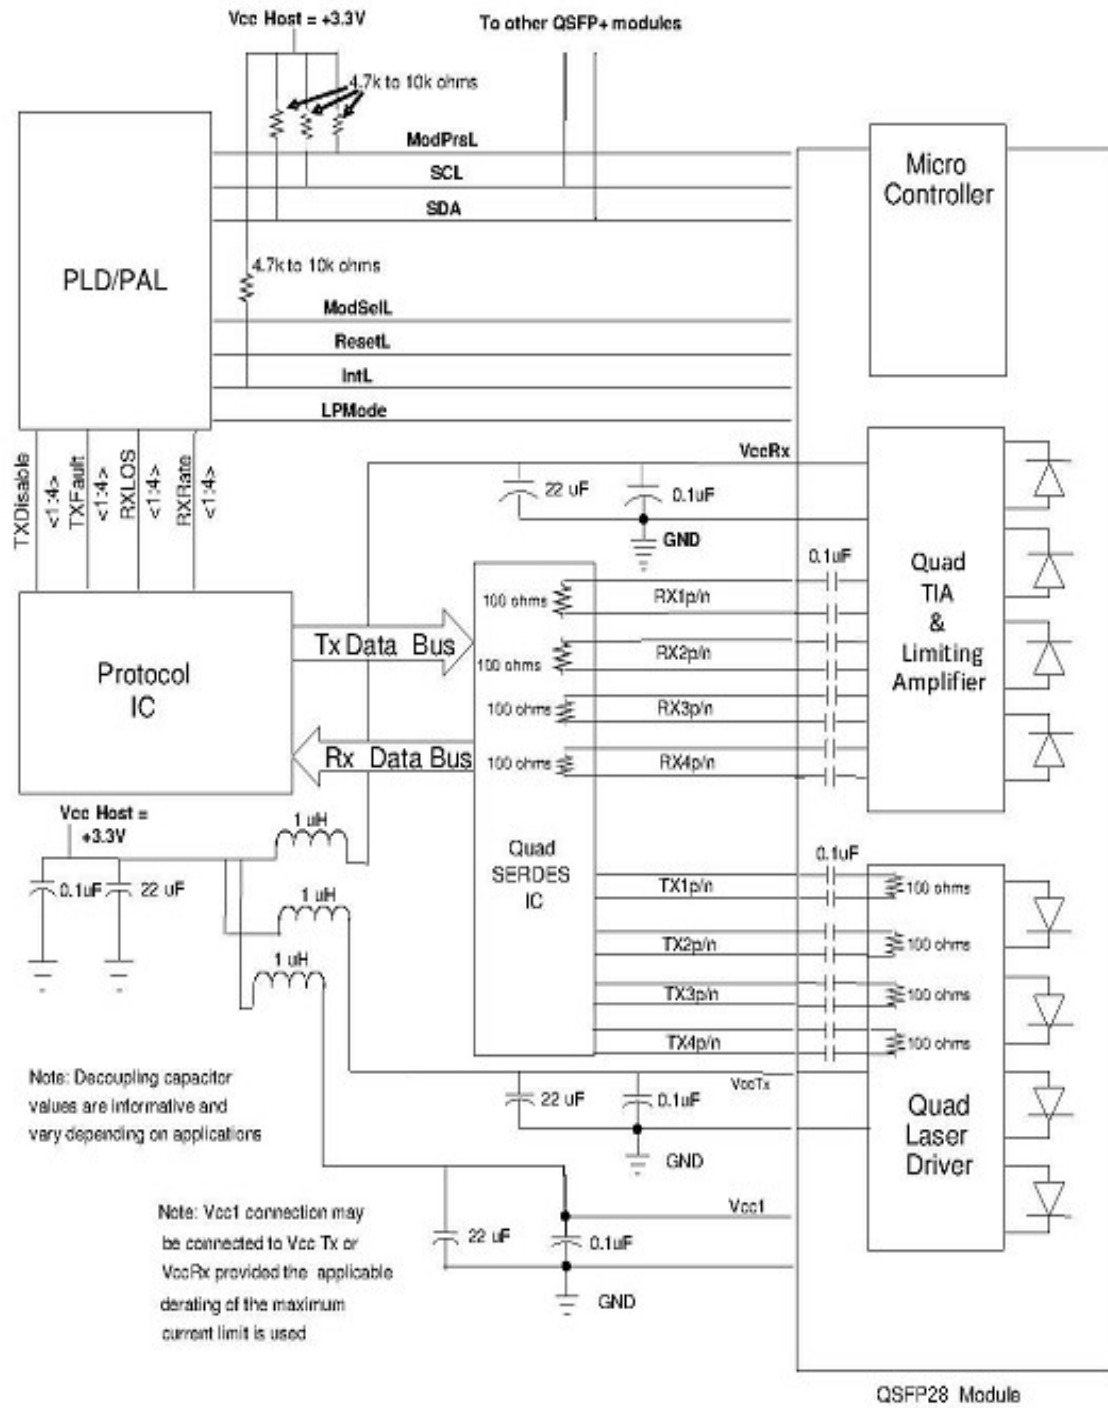 Vcc Host = +3.3V
To other QSFP+ modules
4.7k to 10k ohms
ModPrsL
SCL
SDA
Micro
Controller
PLD/PAL
4.7k to 10k ohms
ModSelL
ResetL
IntL
LPMode
TXDisable
<1:4>
TXFault
<1:4>
RXLOS
<1:4>
RXRate
<1:4>
VccRx
22 uF
0.1uF
GND
0.1uF
Quad
TIA
&
Limiting
Amplifier
100 ohms
RX1p/n
100 ohms
RX2p/n
100 ohms
RX3p/n
100 ohms
RX4p/n
Tx Data Bus
Protocol
IC
Rx Data Bus
Vcc Host =
+3.3V
1 uH
0.1uF
22 uF
1 uH
1 uH
Quad
SERDES
IC
0.1uF
TX1p/n
100 ohms
TX2p/n
100 ohms
TX3p/n
100 ohms
TX4p/n
100 ohms
Note: Decoupling capacitor
values are informative and
vary depending on applications
VccTx
22 uF
0.1uF
GND
Quad
Laser
Driver
Note: Vcc1 connection may
be connected to Vcc Tx or
VccRx provided the applicable
derating of the maximum
current limit is used
Vcc1
22 uF
0.1uF
GND
QSFP28 Module